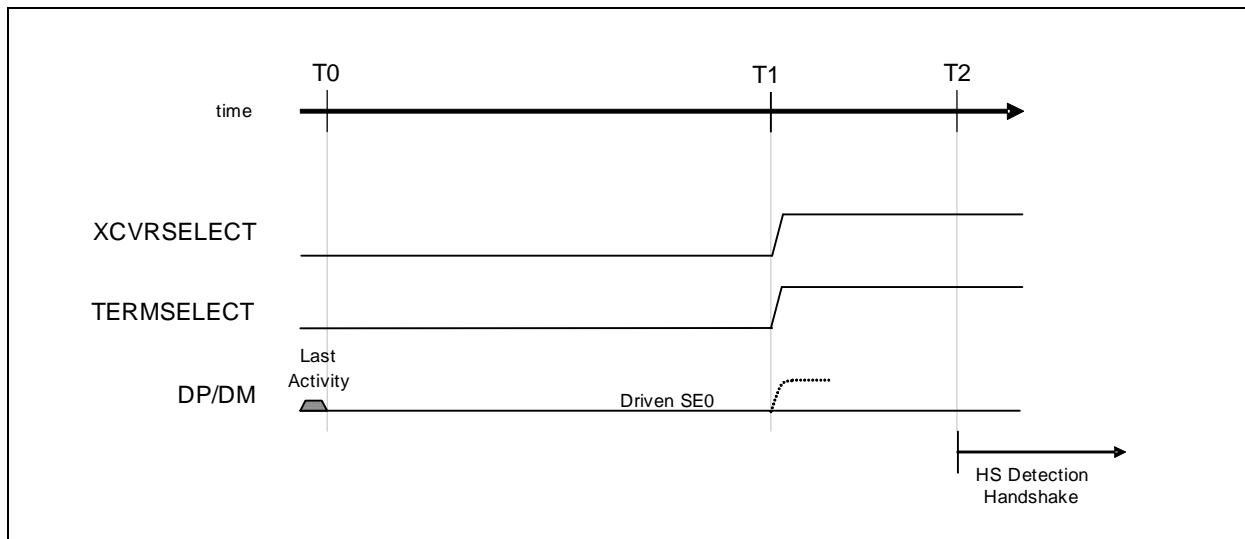 T0
T1
T2
time
XCVRSELECT
TERMSELECT
Last
Activity
DP/DM
Driven SE0
HS Detection
Handshake